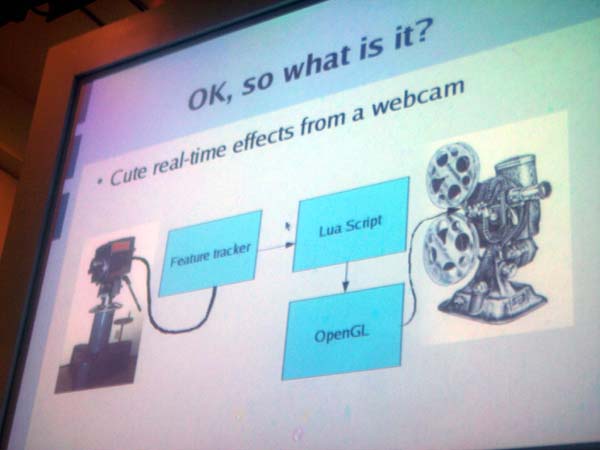 OK, so what is it?
• Cute real-time effects from a webcam
Feature tracker
Lua Script
OpenGL